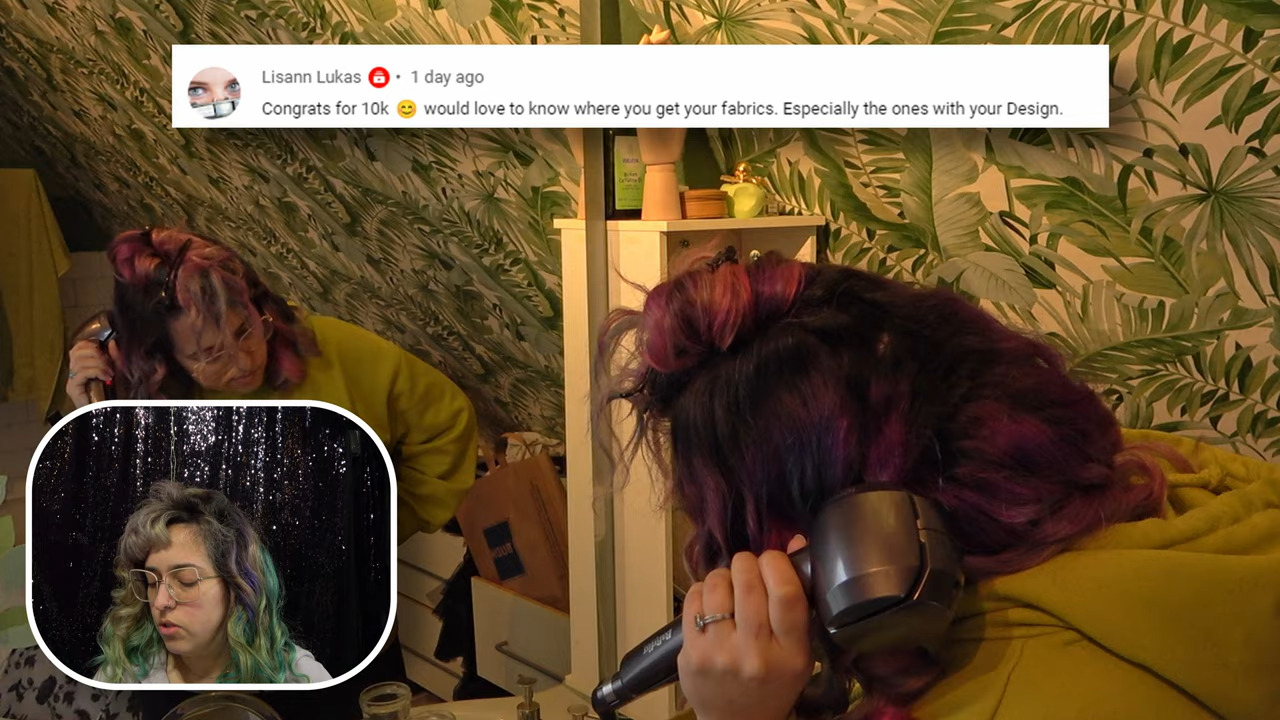 Lisann Lukas • 1 day ago
Congrats for 10k 😊 would love to know where you get your fabrics. Especially the ones with your Design.
BaByliss